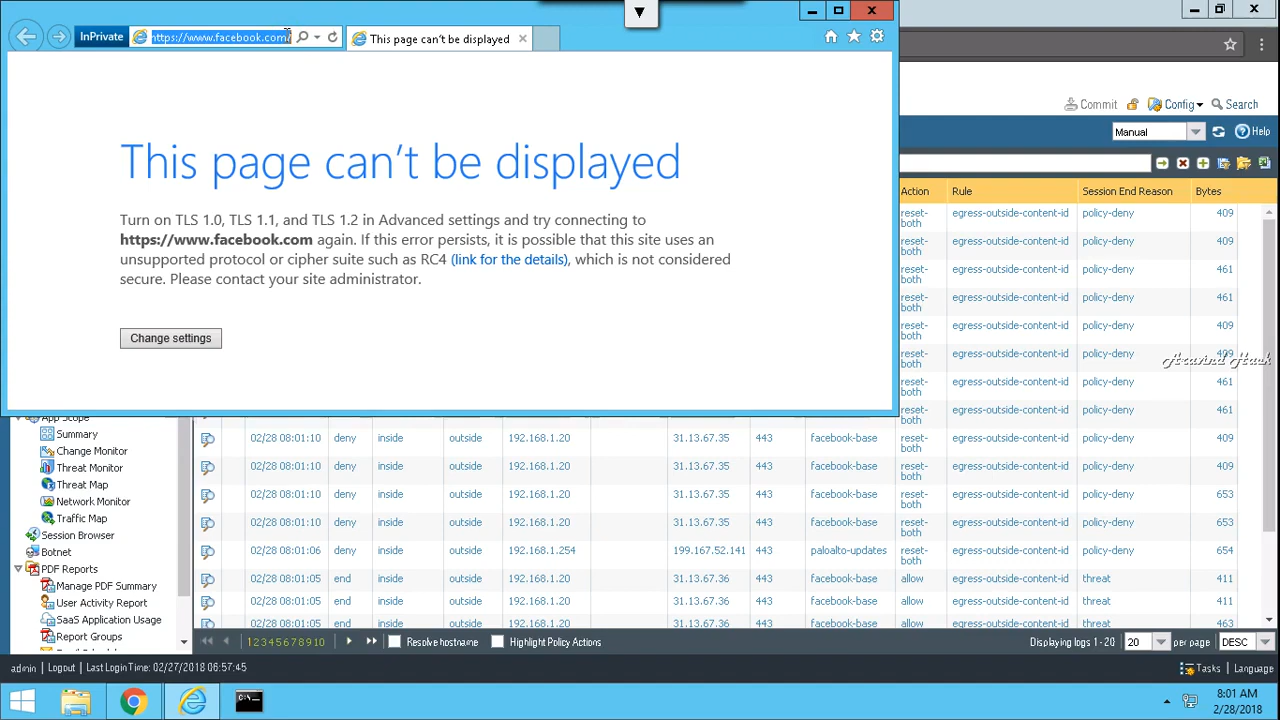 InPrivate
https://www.facebook.com/
This page can't be displayed
This page can't be displayed
Turn on TLS 1.0, TLS 1.1, and TLS 1.2 in Advanced settings and try connecting to
https://www.facebook.com again. If this error persists, it is possible that this site uses an
unsupported protocol or cipher suite such as RC4 (link for the details), which is not considered
secure. Please contact your site administrator.
Change settings
Commit Config Search
Manual Help
Action Rule Session End Reason Bytes
reset-both egress-outside-content-id policy-deny 409
reset-both egress-outside-content-id policy-deny 409
reset-both egress-outside-content-id policy-deny 461
reset-both egress-outside-content-id policy-deny 461
reset-both egress-outside-content-id policy-deny 409
reset-both egress-outside-content-id policy-deny 409
Aravind Hask
reset-both egress-outside-content-id policy-deny 461
reset-both egress-outside-content-id policy-deny 461
App Scope
Summary
Change Monitor
Threat Monitor
Threat Map
Network Monitor
Traffic Map
Session Browser
Botnet
PDF Reports
Manage PDF Summary
User Activity Report
SaaS Application Usage
Report Groups
02/28 08:01:10 deny inside outside 192.168.1.20 31.13.67.35 443 facebook-base reset-both egress-outside-content-id policy-deny 409
02/28 08:01:10 deny inside outside 192.168.1.20 31.13.67.35 443 facebook-base reset-both egress-outside-content-id policy-deny 409
02/28 08:01:10 deny inside outside 192.168.1.20 31.13.67.35 443 facebook-base reset-both egress-outside-content-id policy-deny 653
02/28 08:01:10 deny inside outside 192.168.1.20 31.13.67.35 443 facebook-base reset-both egress-outside-content-id policy-deny 653
02/28 08:01:06 deny inside outside 192.168.1.254 199.167.52.141 443 paloalto-updates reset-both egress-outside-content-id policy-deny 654
02/28 08:01:05 end inside outside 192.168.1.20 31.13.67.36 443 facebook-base allow egress-outside-content-id threat 411
02/28 08:01:05 end inside outside 192.168.1.20 31.13.67.36 443 facebook-base allow egress-outside-content-id threat 411
02/28 08:01:05 end inside outside 192.168.1.20 31.13.67.36 443 facebook-base allow egress-outside-content-id threat 463
1 2 3 4 5 6 7 8 9 10 Resolve hostname Highlight Policy Actions Displaying logs 1 - 20 20 per page DESC
admin | Logout | Last Login Time: 02/27/2018 06:57:45 Tasks | Language
8:01 AM
2/28/2018